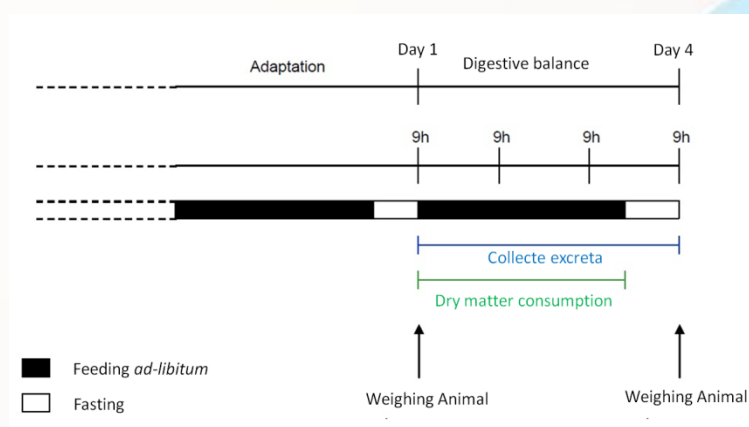 Day 1
Day 4
Adaptation
Digestive balance
9h
9h
9h
9h
Collecte excreta
Dry matter consumption
Feeding ad-libitum
Fasting
Weighing Animal
Weighing Animal